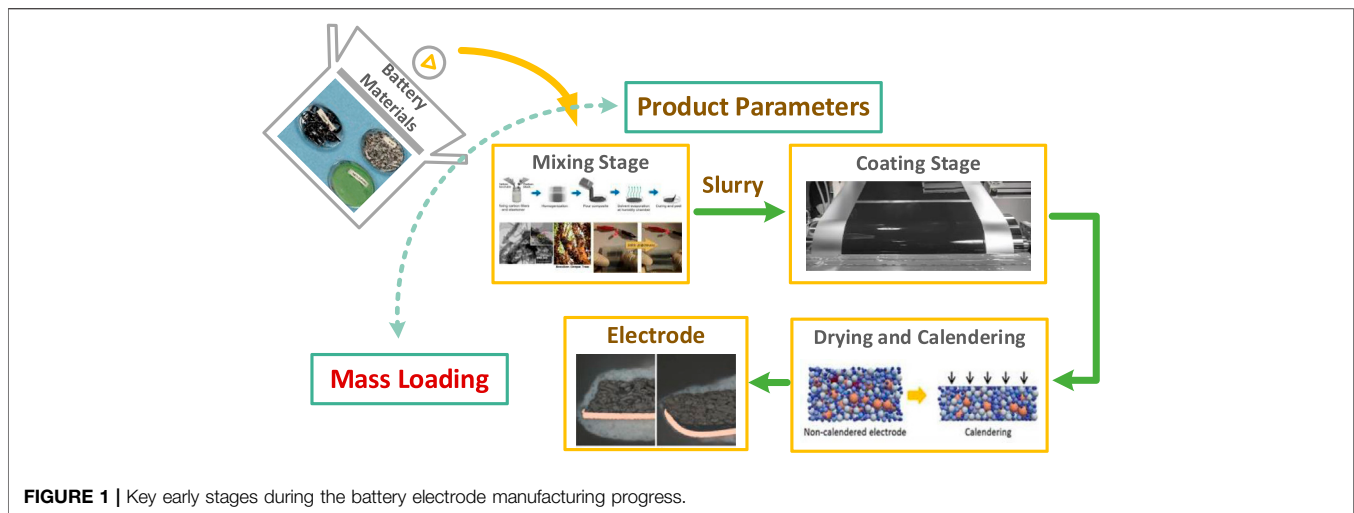 Battery
Materials
Product Parameters
Mixing Stage
Homogenization
Slurry
Coating Stage
Electrode
Drying and Calendering
Non-calendered electrode
Calendering
Mass Loading
FIGURE 1 | Key early stages during the battery electrode manufacturing progress.